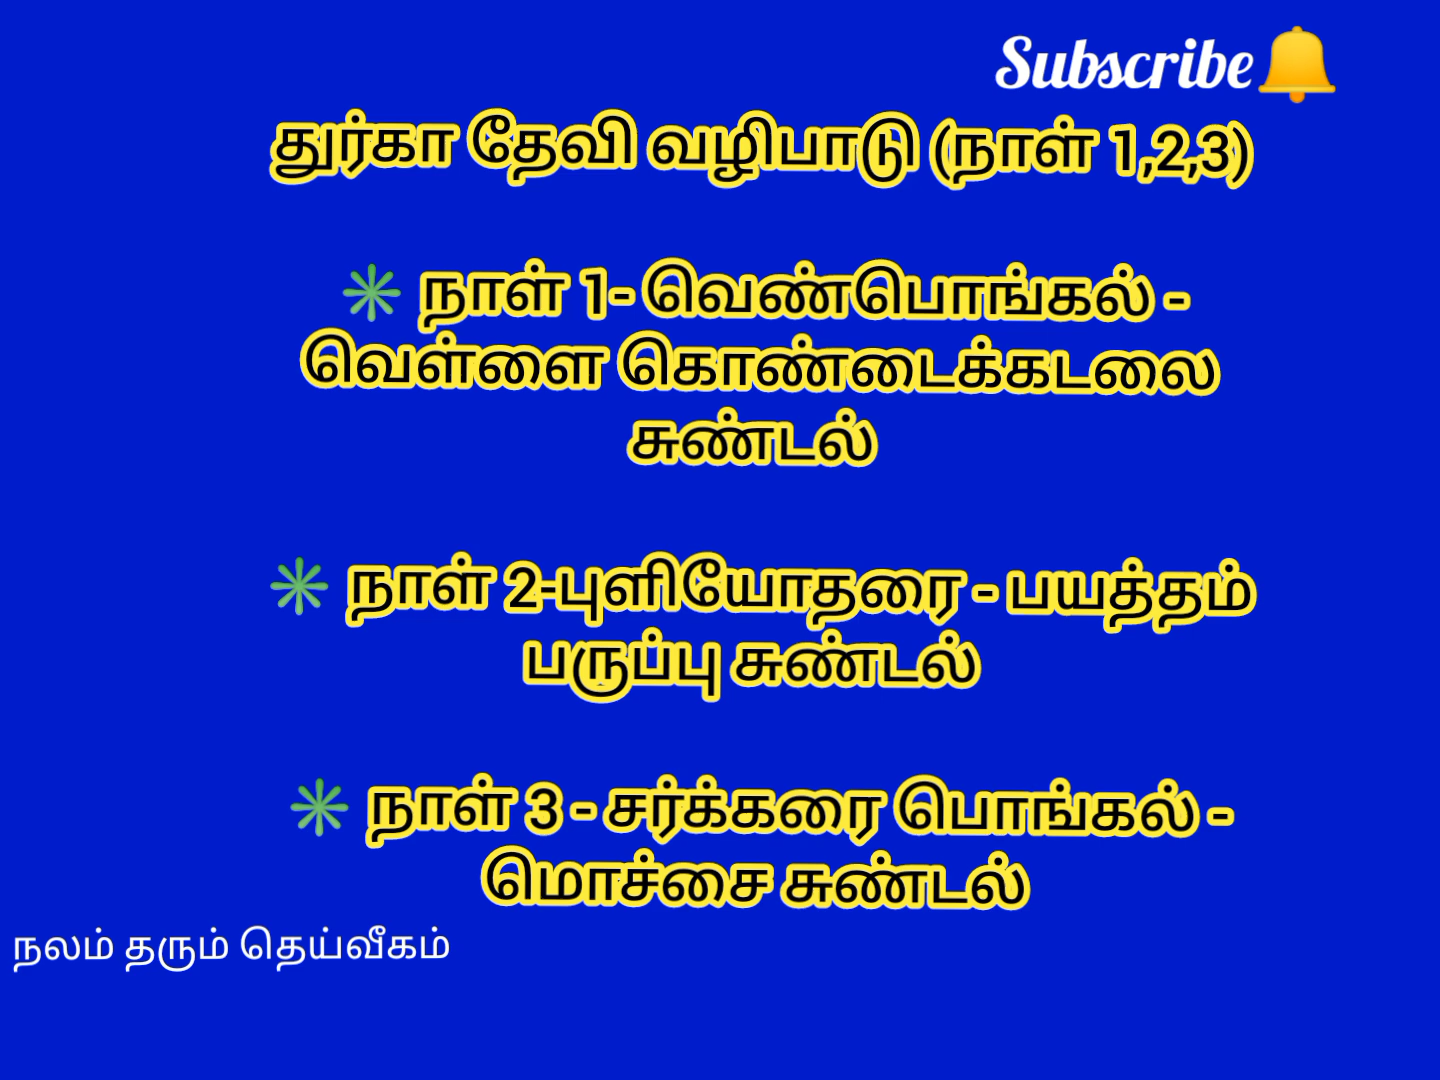 Subscribe🔔
துர்கா தேவி வழிபாடு (நாள் 1,2,3)
✳️ நாள் 1- வெண்பொங்கல் -
வெள்ளை கொண்டைக்கடலை
சுண்டல்
✳️ நாள் 2-புளியோதரை - பயத்தம்
பருப்பு சுண்டல்
✳️ நாள் 3 - சர்க்கரை பொங்கல் -
மொச்சை சுண்டல்
நலம் தரும் தெய்வீகம்